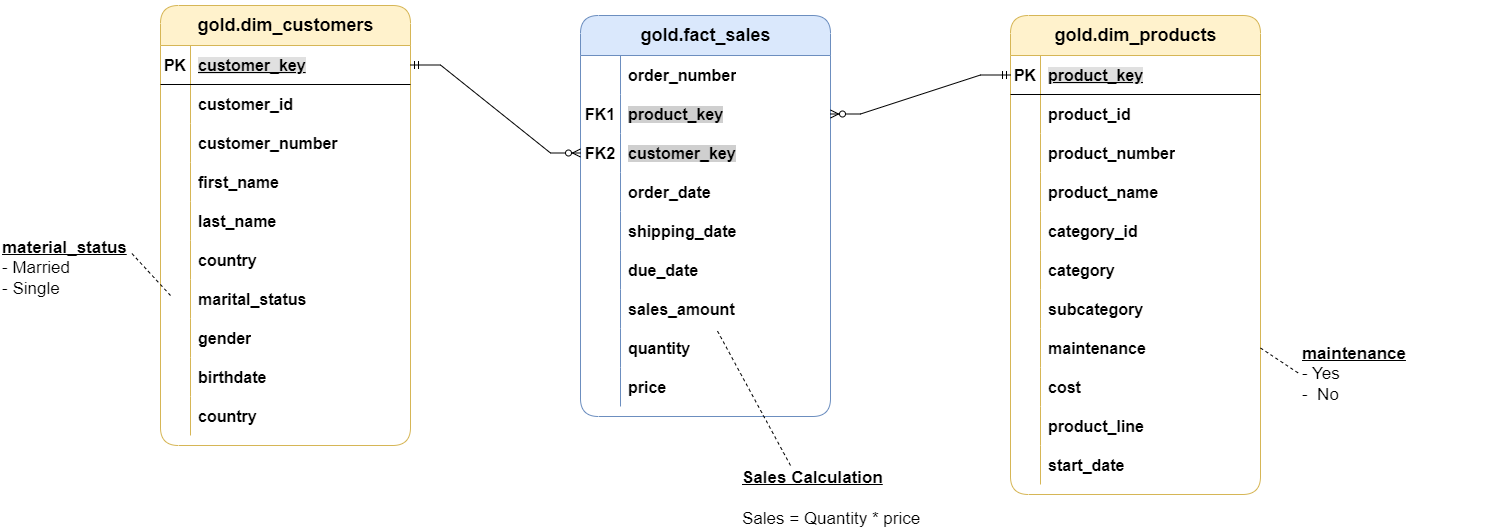 gold.dim_customers
PK customer_key
customer_id
customer_number
first_name
last_name
country
marital_status
gender
birthdate
country
material_status
- Married
- Single
gold.fact_sales
order_number
FK1 product_key
FK2 customer_key
order_date
shipping_date
due_date
sales_amount
quantity
price
Sales Calculation
Sales = Quantity * price
gold.dim_products
PK product_key
product_id
product_number
product_name
category_id
category
subcategory
maintenance
cost
product_line
start_date
maintenance
- Yes
- No